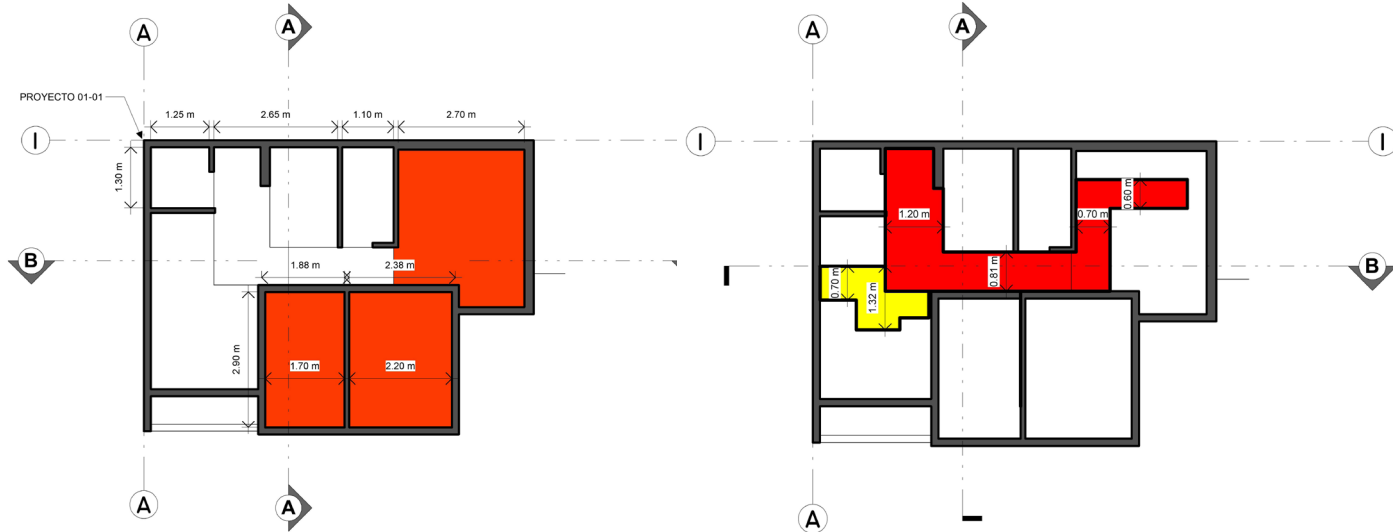 A
A
PROYECTO 01-01
1.25 m
2.65 m
1.10 m
2.70 m
I
1.30 m
B
1.88 m
2.38 m
2.90 m
1.70 m
2.20 m
A
A
A
A
I
I
1.20 m
0.70 m
0.60 m
0.81 m
0.70 m
1.32 m
B
A